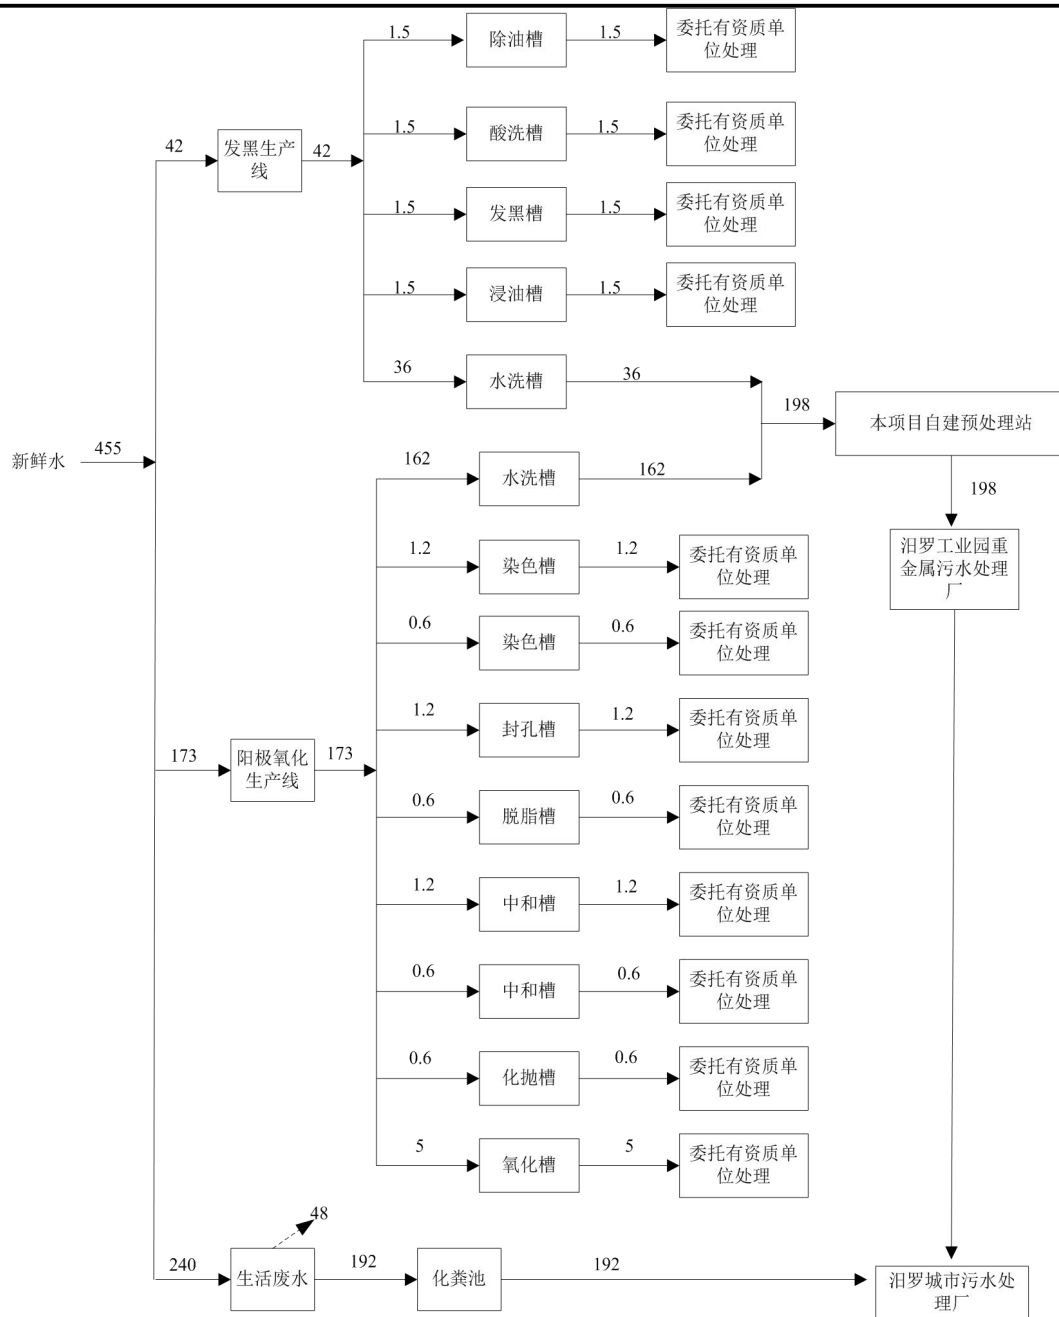 1.5
除油槽
1.5
委托有资质单
位处理
1.5
酸洗槽
1.5
委托有资质单
位处理
42
发黑生产
线
42
1.5
发黑槽
1.5
委托有资质单
位处理
1.5
浸油槽
1.5
委托有资质单
位处理
36
水洗槽
36
198
本项目自建预处理站
新鲜水
455
162
水洗槽
162
198
汨罗工业园重
金属污水处理
厂
1.2
染色槽
1.2
委托有资质单
位处理
0.6
染色槽
0.6
委托有资质单
位处理
1.2
封孔槽
1.2
委托有资质单
位处理
173
阳极氧化
生产线
173
0.6
脱脂槽
0.6
委托有资质单
位处理
1.2
中和槽
1.2
委托有资质单
位处理
0.6
中和槽
0.6
委托有资质单
位处理
0.6
化抛槽
0.6
委托有资质单
位处理
5
氧化槽
5
委托有资质单
位处理
48
240
生活废水
192
化粪池
192
汨罗城市污水处
理厂